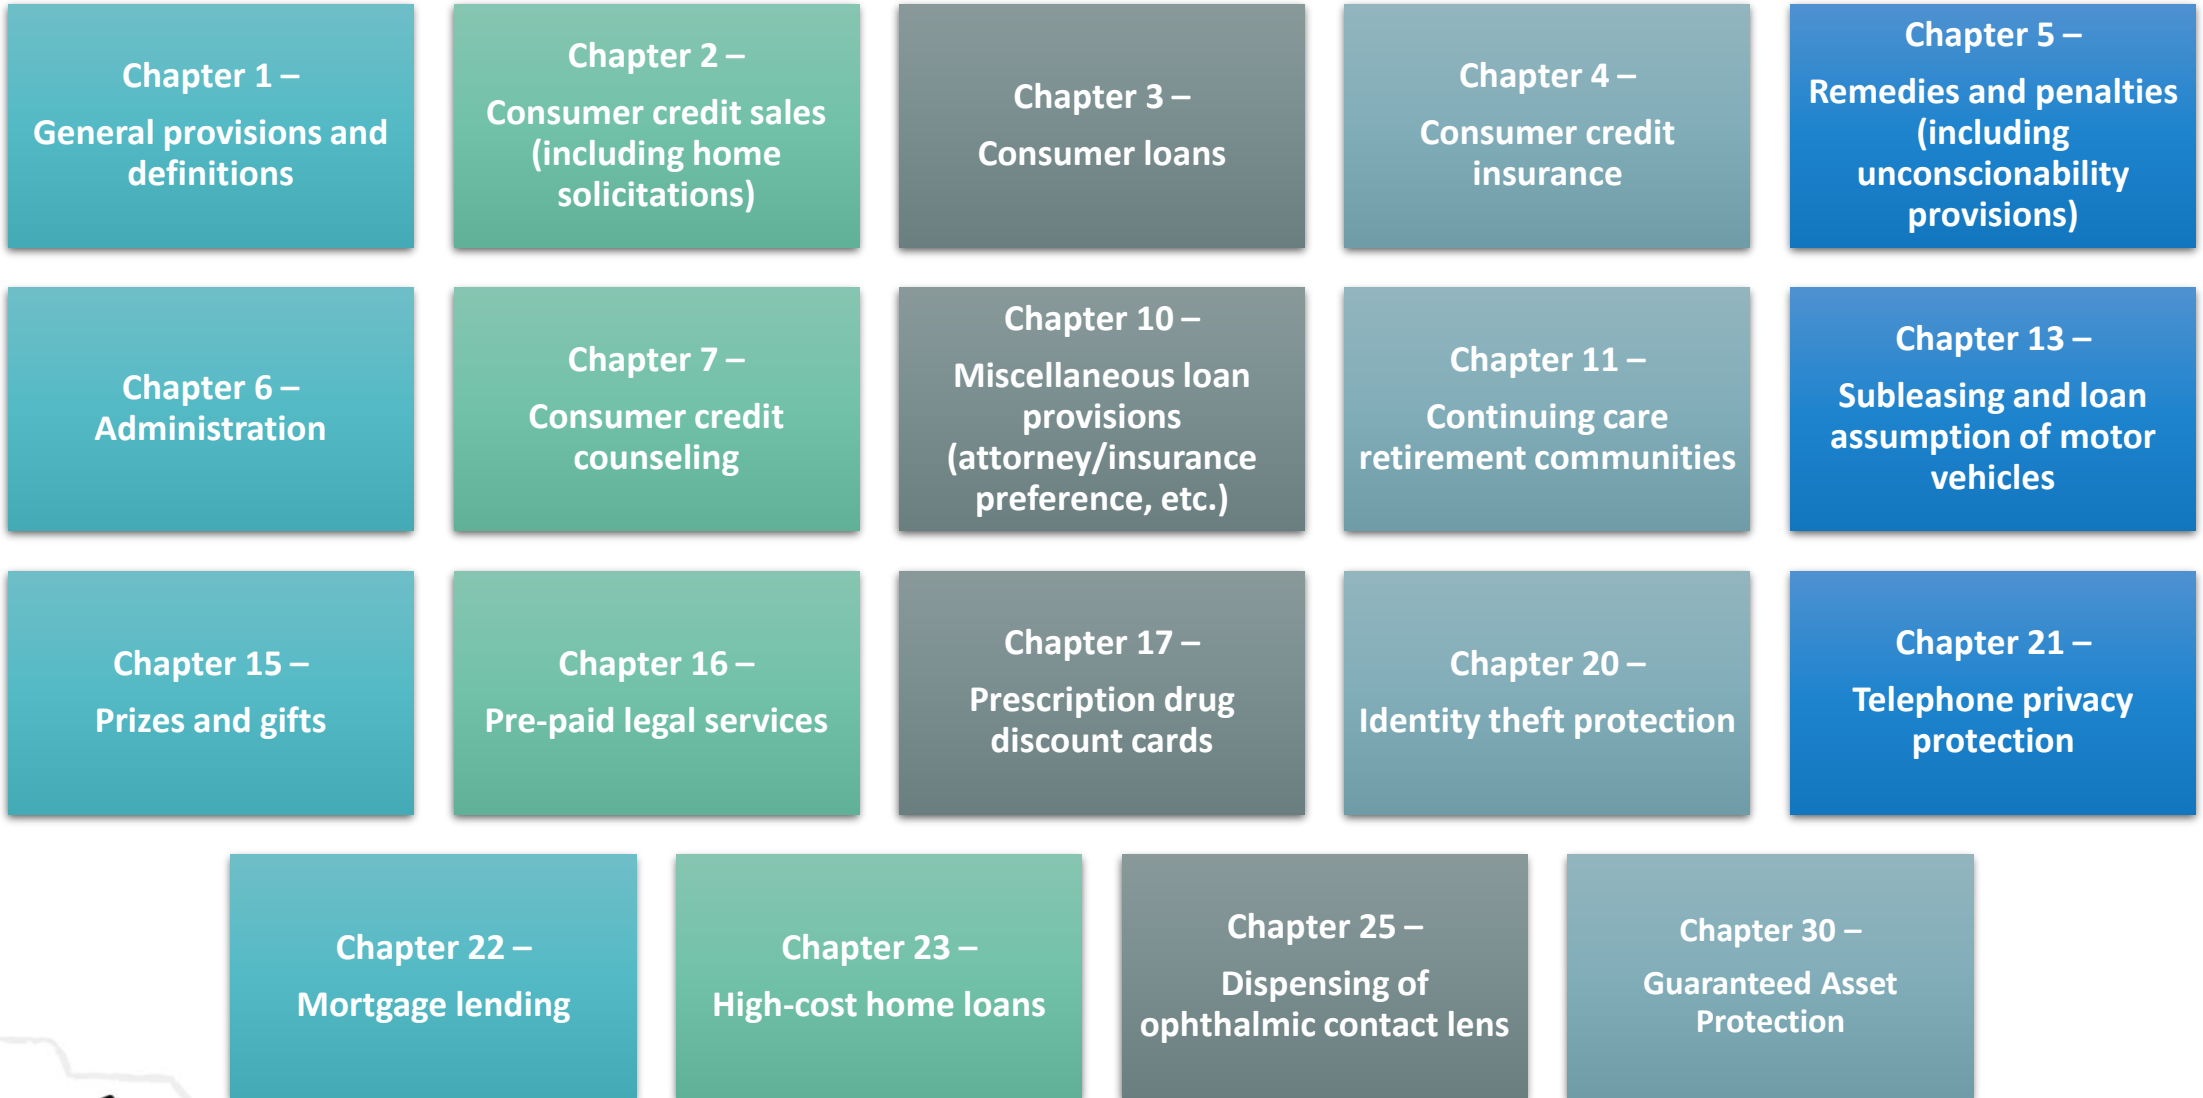 Chapter 1 –
General provisions and
definitions
Chapter 2 –
Consumer credit sales
(including home
solicitations)
Chapter 3 –
Consumer loans
Chapter 4 –
Consumer credit
insurance
Chapter 5 –
Remedies and penalties
(including
unconscionability
provisions)
Chapter 6 –
Administration
Chapter 7 –
Consumer credit
counseling
Chapter 10 –
Miscellaneous loan
provisions
(attorney/insurance
preference, etc.)
Chapter 11 –
Continuing care
retirement communities
Chapter 13 –
Subleasing and loan
assumption of motor
vehicles
Chapter 15 –
Prizes and gifts
Chapter 16 –
Pre-paid legal services
Chapter 17 –
Prescription drug
discount cards
Chapter 20 –
Identity theft protection
Chapter 21 –
Telephone privacy
protection
Chapter 22 –
Mortgage lending
Chapter 23 –
High-cost home loans
Chapter 25 –
Dispensing of
ophthalmic contact lens
Chapter 30 –
Guaranteed Asset
Protection